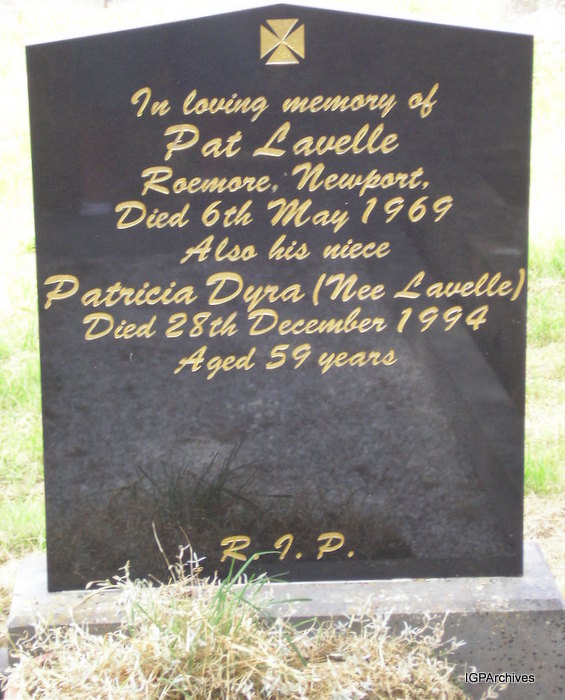 In loving memory of
Pat Lavelle
Roemore, Newport,
Died 6th May 1969
Also his niece
Patricia Dyra (Nee Lavelle)
Died 28th December 1994
Aged 59 years
R.I.P.
IGPArchives